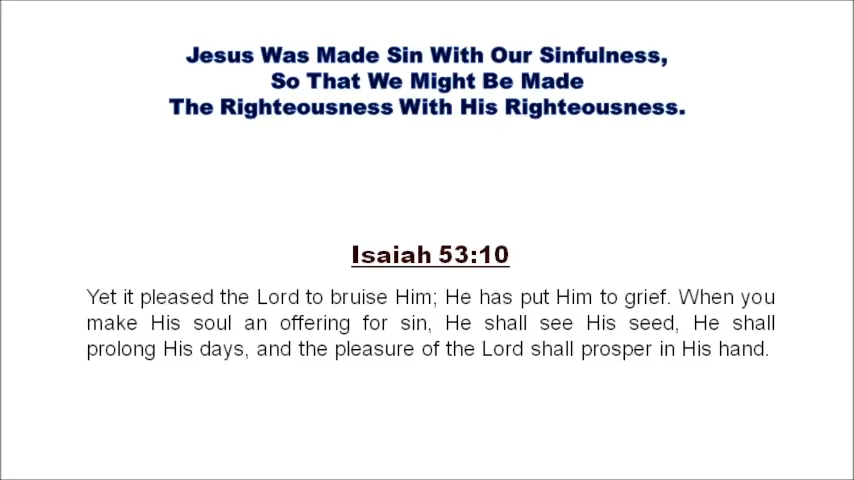 Jesus Was Made Sin With Our Sinfulness,
So That We Might Be Made
The Righteousness With His Righteousness.
Isaiah 53:10
Yet it pleased the Lord to bruise Him; He has put Him to grief. When you
make His soul an offering for sin, He shall see His seed, He shall
prolong His days, and the pleasure of the Lord shall prosper in His hand.